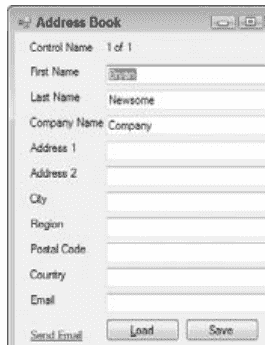 Address Book
Control Name 1 of 1
First Name Bryan
Last Name Newsome
Company Name Company
Address 1
Address 2
City
Region
Postal Code
Country
Email
Send Email Load Save